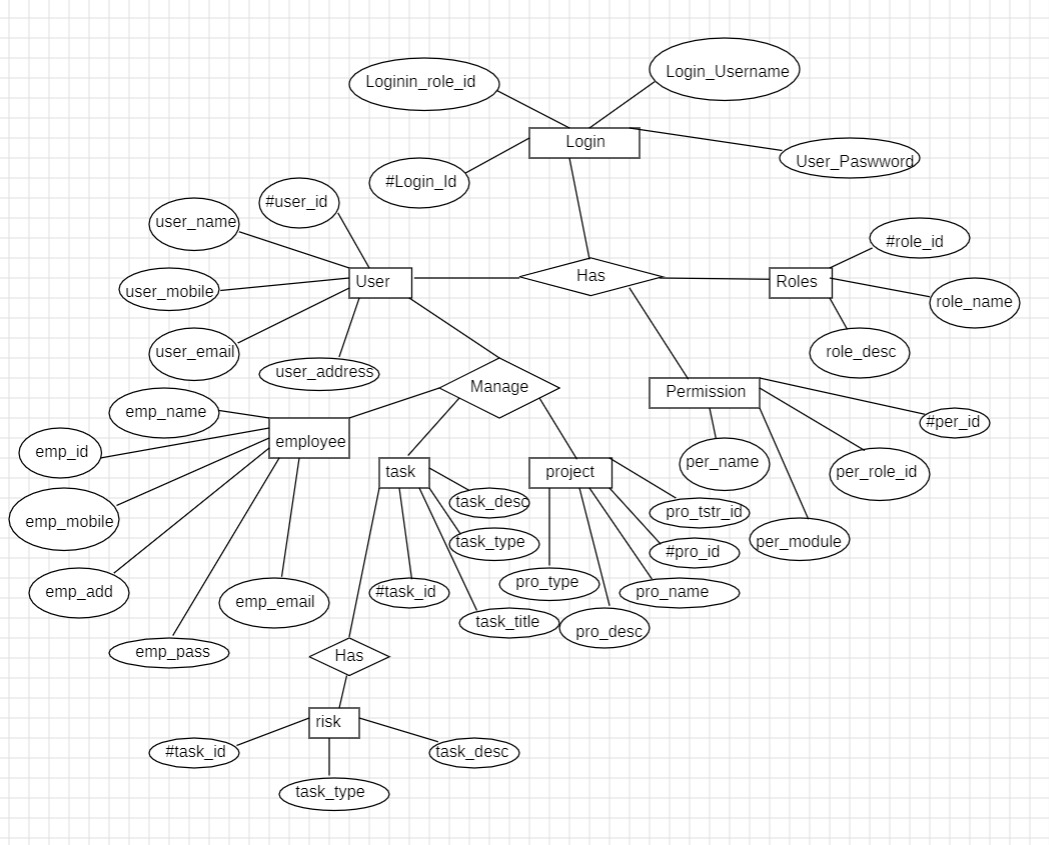 Loginin_role_id
Login_Username
Login
User_Paswword
#Login_Id
#user_id
user_name
#role_id
Has
User
Roles
user_mobile
role_name
user_email
role_desc
user_address
Manage
Permission
emp_name
#per_id
employee
emp_id
per_name
task
project
per_role_id
task_desc
pro_tstr_id
emp_mobile
task_type
per_module
#pro_id
pro_type
emp_add
#task_id
pro_name
emp_email
task_title
pro_desc
emp_pass
Has
risk
#task_id
task_desc
task_type